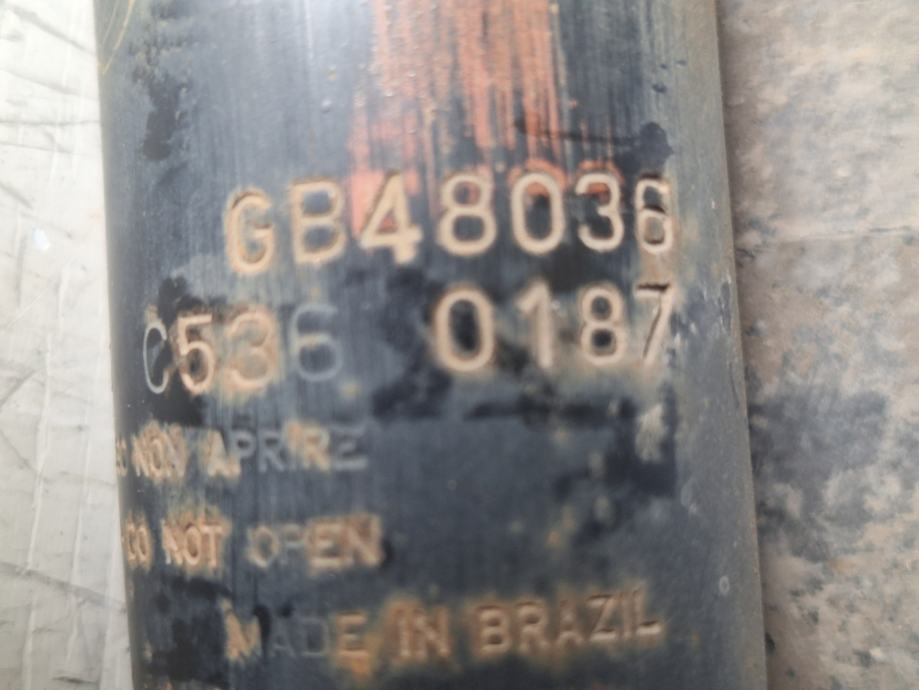 GB48036
C536 0187
NON APRIRE
DO NOT OPEN
MADE IN BRAZIL